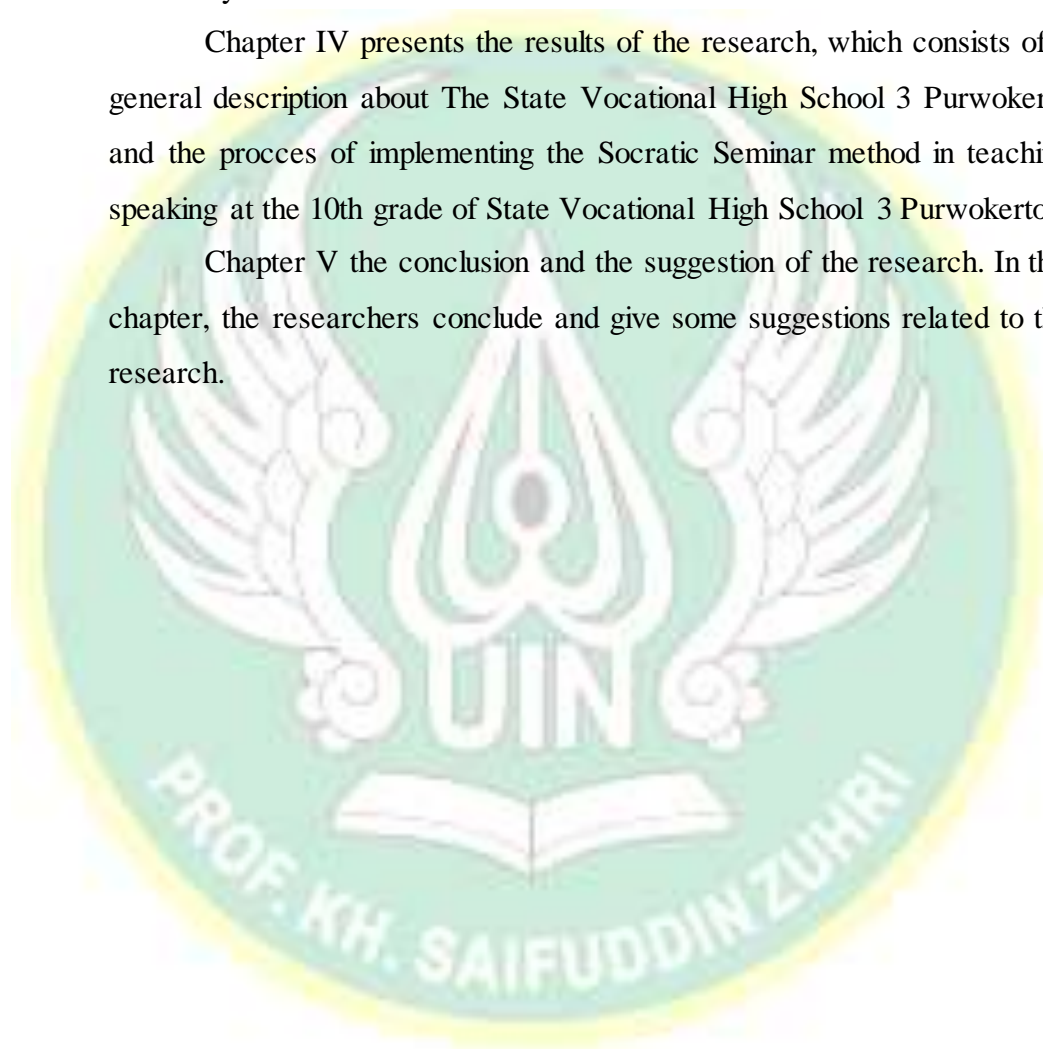 Chapter IV presents the results of the research, which consists of
general description about The State Vocational High School 3
and the procces of implementing the Socratic Seminar method in
speaking at the 10th grade of State Vocational High School 3 Purwokerto
Chapter V the conclusion and the suggestion of the research. In
chapter, the researchers conclude and give some suggestions related to
research.
UIN
PROF. KH. SAIFUDDIN ZUHRI